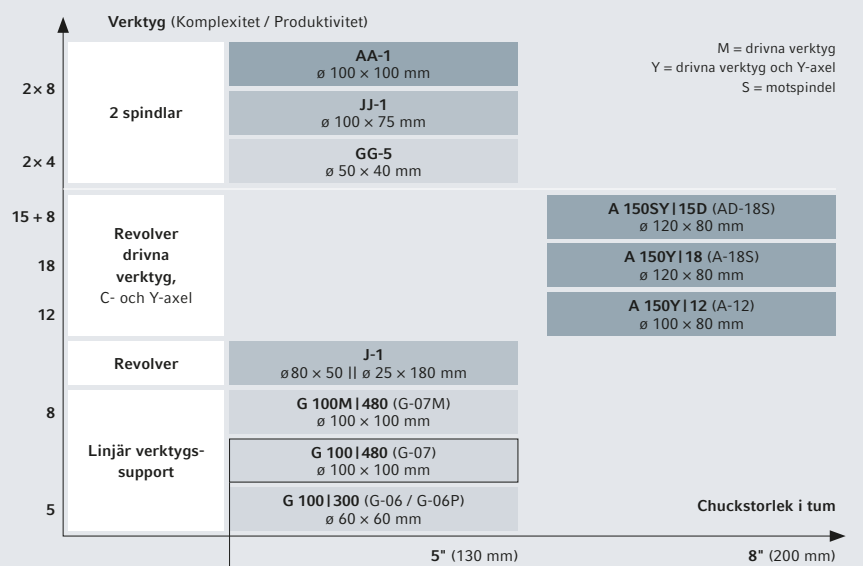 Verktyg (Komplexitet / Produktivitet)
M = drivna verktyg
Y = drivna verktyg och Y-axel
S = motspindel
2 × 8
2 × 4
2 spindlar
AA-1
ø 100 × 100 mm
JJ-1
ø 100 × 75 mm
GG-5
ø 50 × 40 mm
15 + 8
18
12
Revolver
drivna
verktyg,
C- och Y-axel
A 150SY|15D (AD-18S)
ø 120 × 80 mm
A 150Y|18 (A-18S)
ø 120 × 80 mm
A 150Y|12 (A-12)
ø 100 × 80 mm
Revolver
J-1
ø 80 × 50 || ø 25 × 180 mm
8
5
Linjär verktygs-
support
G 100M|480 (G-07M)
ø 100 × 100 mm
G 100|480 (G-07)
ø 100 × 100 mm
G 100|300 (G-06 / G-06P)
ø 60 × 60 mm
Chuckstorlek i tum
5" (130 mm)
8" (200 mm)